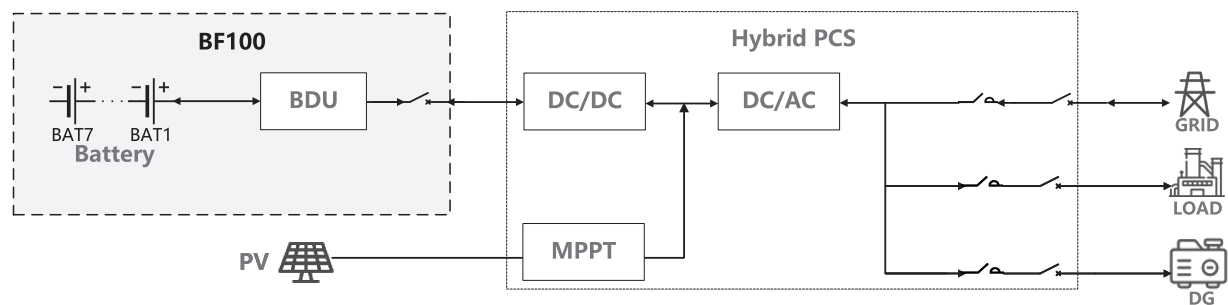 BF100
Hybrid PCS
- + - +
BDU
DC/DC
DC/AC
BAT7 BAT1
Battery
GRID
LOAD
PV
MPPT
DG